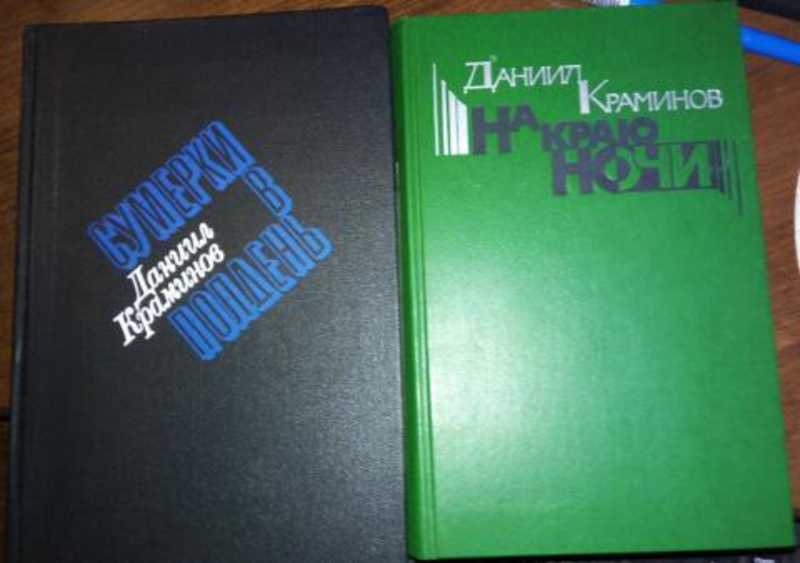 СУМЕРКИ
В
ПОЛДЕНЬ
Даниил
Краминов
ДАНИИЛ
КРАМИНОВ
НА КРАЮ
НОЧИ